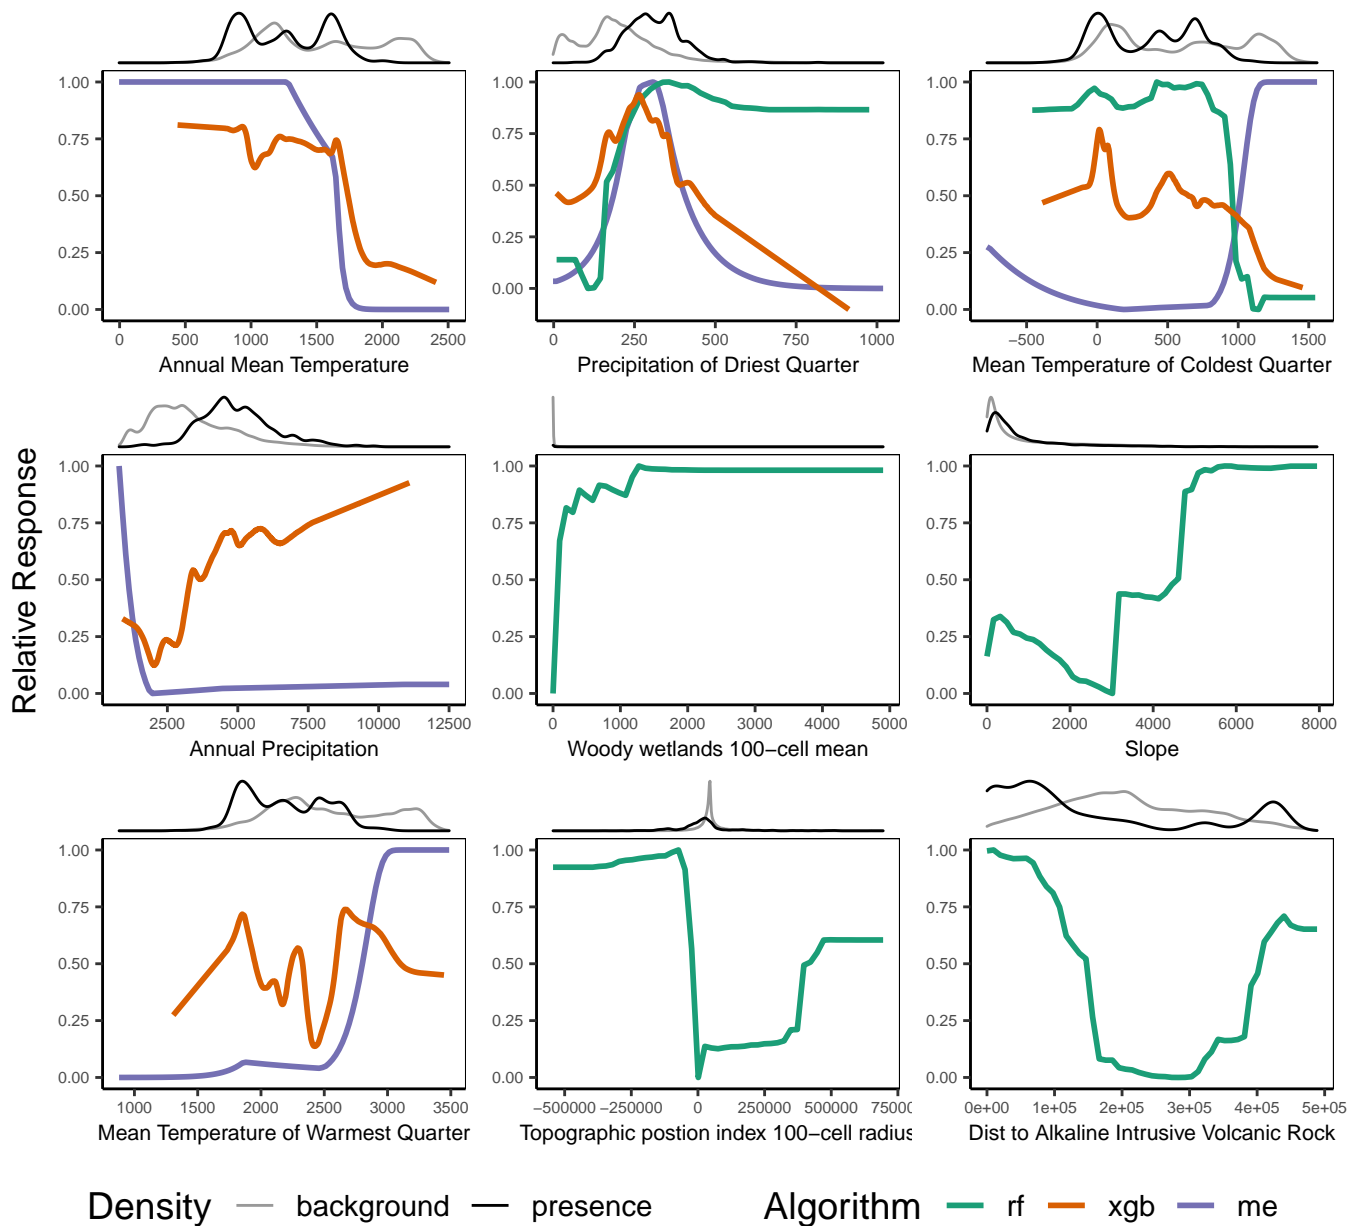 1.00
0.75
0.50
0.25
0.00
0 500 1000 1500 2000 2500
Annual Mean Temperature
1.00
0.75
0.50
0.25
0.00
0 250 500 750 1000
Precipitation of Driest Quarter
1.00
0.75
0.50
0.25
0.00
−500 0 500 1000 1500
Mean Temperature of Coldest Quarter
Relative Response
1.00
0.75
0.50
0.25
0.00
2500 5000 7500 10000 12500
Annual Precipitation
1.00
0.75
0.50
0.25
0.00
0 1000 2000 3000 4000 5000
Woody wetlands 100−cell mean
1.00
0.75
0.50
0.25
0.00
0 2000 4000 6000 8000
Slope
1.00
0.75
0.50
0.25
0.00
1000 1500 2000 2500 3000 3500
Mean Temperature of Warmest Quarter
1.00
0.75
0.50
0.25
0.00
−500000 −250000 0 250000 500000 75000
Topographic postion index 100−cell radius
1.00
0.75
0.50
0.25
0.00
0e+00 1e+05 2e+05 3e+05 4e+05 5e+05
Dist to Alkaline Intrusive Volcanic Rock
Density background presence Algorithm rf xgb me